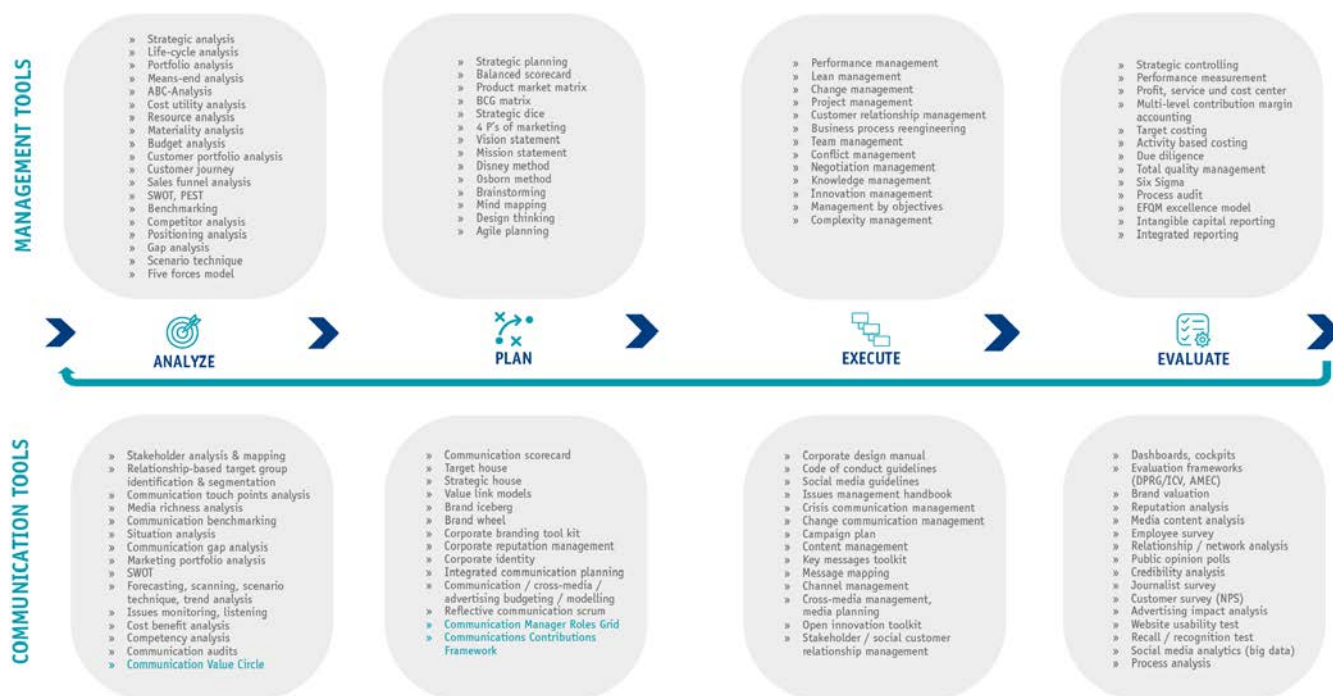 MANAGEMENT TOOLS
» Strategic analysis
» Life-cycle analysis
» Portfolio analysis
» Means-end analysis
» ABC-Analysis
» Cost utility analysis
» Resource analysis
» Materiality analysis
» Budget analysis
» Customer portfolio analysis
» Customer journey
» Sales funnel analysis
» SWOT, PEST
» Benchmarking
» Competitor analysis
» Positioning analysis
» Gap analysis
» Scenario technique
» Five forces model
» Strategic planning
» Balanced scorecard
» Product market matrix
» BCG matrix
» Strategic dice
» 4 P´s of marketing
» Vision statement
» Mission statement
» Disney method
» Osborn method
» Brainstorming
» Mind mapping
» Design thinking
» Agile planning
» Performance management
» Lean management
» Change management
» Project management
» Customer relationship management
» Business process reengineering
» Team management
» Conflict management
» Negotiation management
» Knowledge management
» Innovation management
» Management by objectives
» Complexity management
» Strategic controlling
» Performance measurement
» Profit, service und cost center
» Multi-level contribution margin
accounting
» Target costing
» Activity based costing
» Due diligence
» Total quality management
» Six Sigma
» Process audit
» EFQM excellence model
» Intangible capital reporting
» Integrated reporting
ANALYZE
PLAN
EXECUTE
EVALUATE
COMMUNICATION TOOLS
» Stakeholder analysis & mapping
» Relationship-based target group
identification & segmentation
» Communication touch points analysis
» Media richness analysis
» Communication benchmarking
» Situation analysis
» Communication gap analysis
» Marketing portfolio analysis
» SWOT
» Forecasting, scanning, scenario
technique, trend analysis
» Issues monitoring, listening
» Cost benefit analysis
» Competency analysis
» Communication audits
» Communication Value Circle
» Communication scorecard
» Target house
» Strategic house
» Value link models
» Brand iceberg
» Brand wheel
» Corporate branding tool kit
» Corporate reputation management
» Corporate identity
» Integrated communication planning
» Communication / cross-media /
advertising budgeting / modelling
» Reflective communication scrum
» Communication Manager Roles Grid
» Communications Contributions
Framework
» Corporate design manual
» Code of conduct guidelines
» Social media guidelines
» Issues management handbook
» Crisis communication management
» Change communication management
» Campaign plan
» Content management
» Key messages toolkit
» Message mapping
» Channel management
» Cross-media management,
media planning
» Open innovation toolkit
» Stakeholder / social customer
relationship management
» Dashboards, cockpits
» Evaluation frameworks
(DPRG/ICV, AMEC)
» Brand valuation
» Reputation analysis
» Media content analysis
» Employee survey
» Relationship / network analysis
» Public opinion polls
» Credibility analysis
» Journalist survey
» Customer survey (NPS)
» Advertising impact analysis
» Website usability test
» Recall / recognition test
» Social media analytics (big data)
» Process analysis